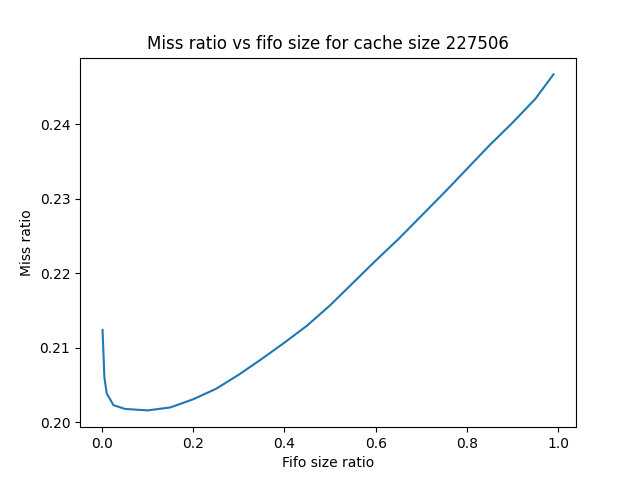 Miss ratio vs fifo size for cache size 227506
0.24
0.23
0.22
0.21
0.20
Miss ratio
0.0 0.2 0.4 0.6 0.8 1.0
Fifo size ratio